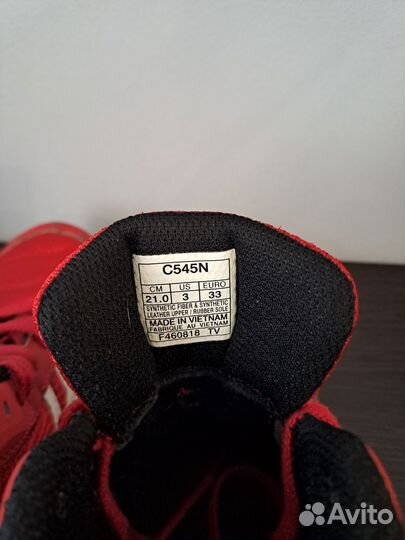 C545N
CM US EURO
21.0 3 33
SYNTHETIC FIBER & SYNTHETIC
LEATHER UPPER / RUBBER SOLE
MADE IN VIETNAM
FABRIQUE AU VIETNAM
F460818 TV
Avito